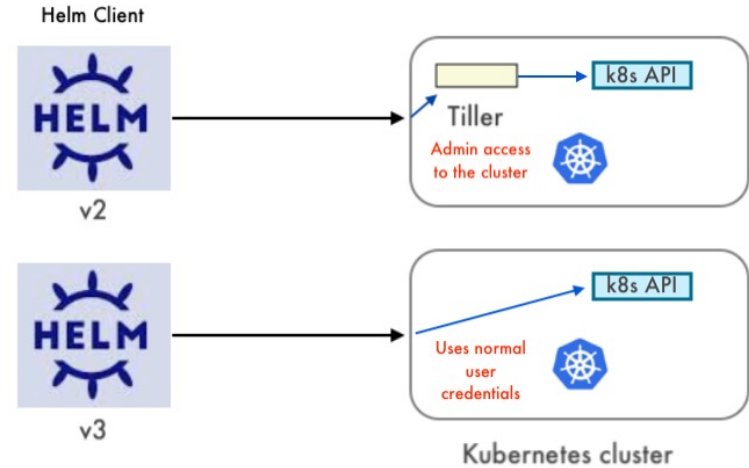 Helm Client
HELM
v2
k8s API
Tiller
Admin access
to the cluster
HELM
v3
k8s API
Uses normal
user
credentials
Kubernetes cluster